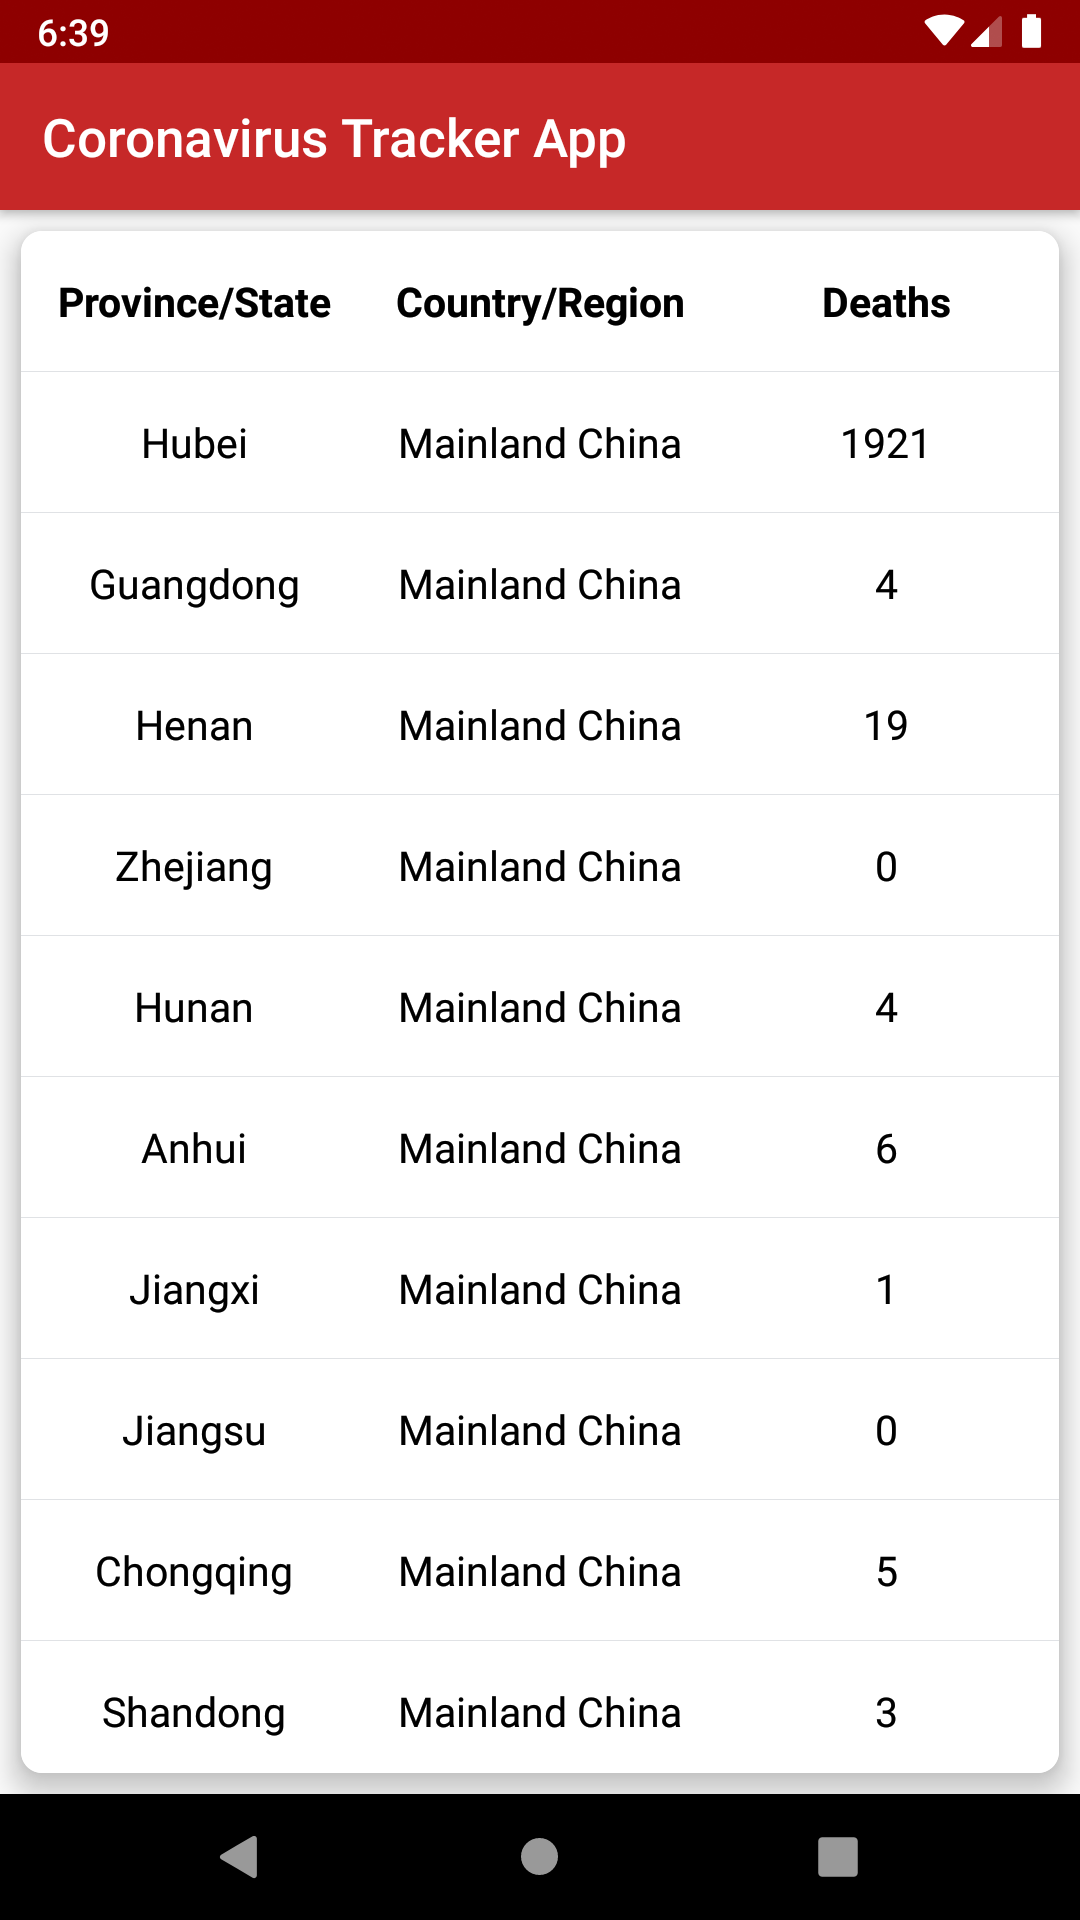 6:39
Coronavirus Tracker App
Province/State Country/Region Deaths
Hubei Mainland China 1921
Guangdong Mainland China 4
Henan Mainland China 19
Zhejiang Mainland China 0
Hunan Mainland China 4
Anhui Mainland China 6
Jiangxi Mainland China 1
Jiangsu Mainland China 0
Chongqing Mainland China 5
Shandong Mainland China 3